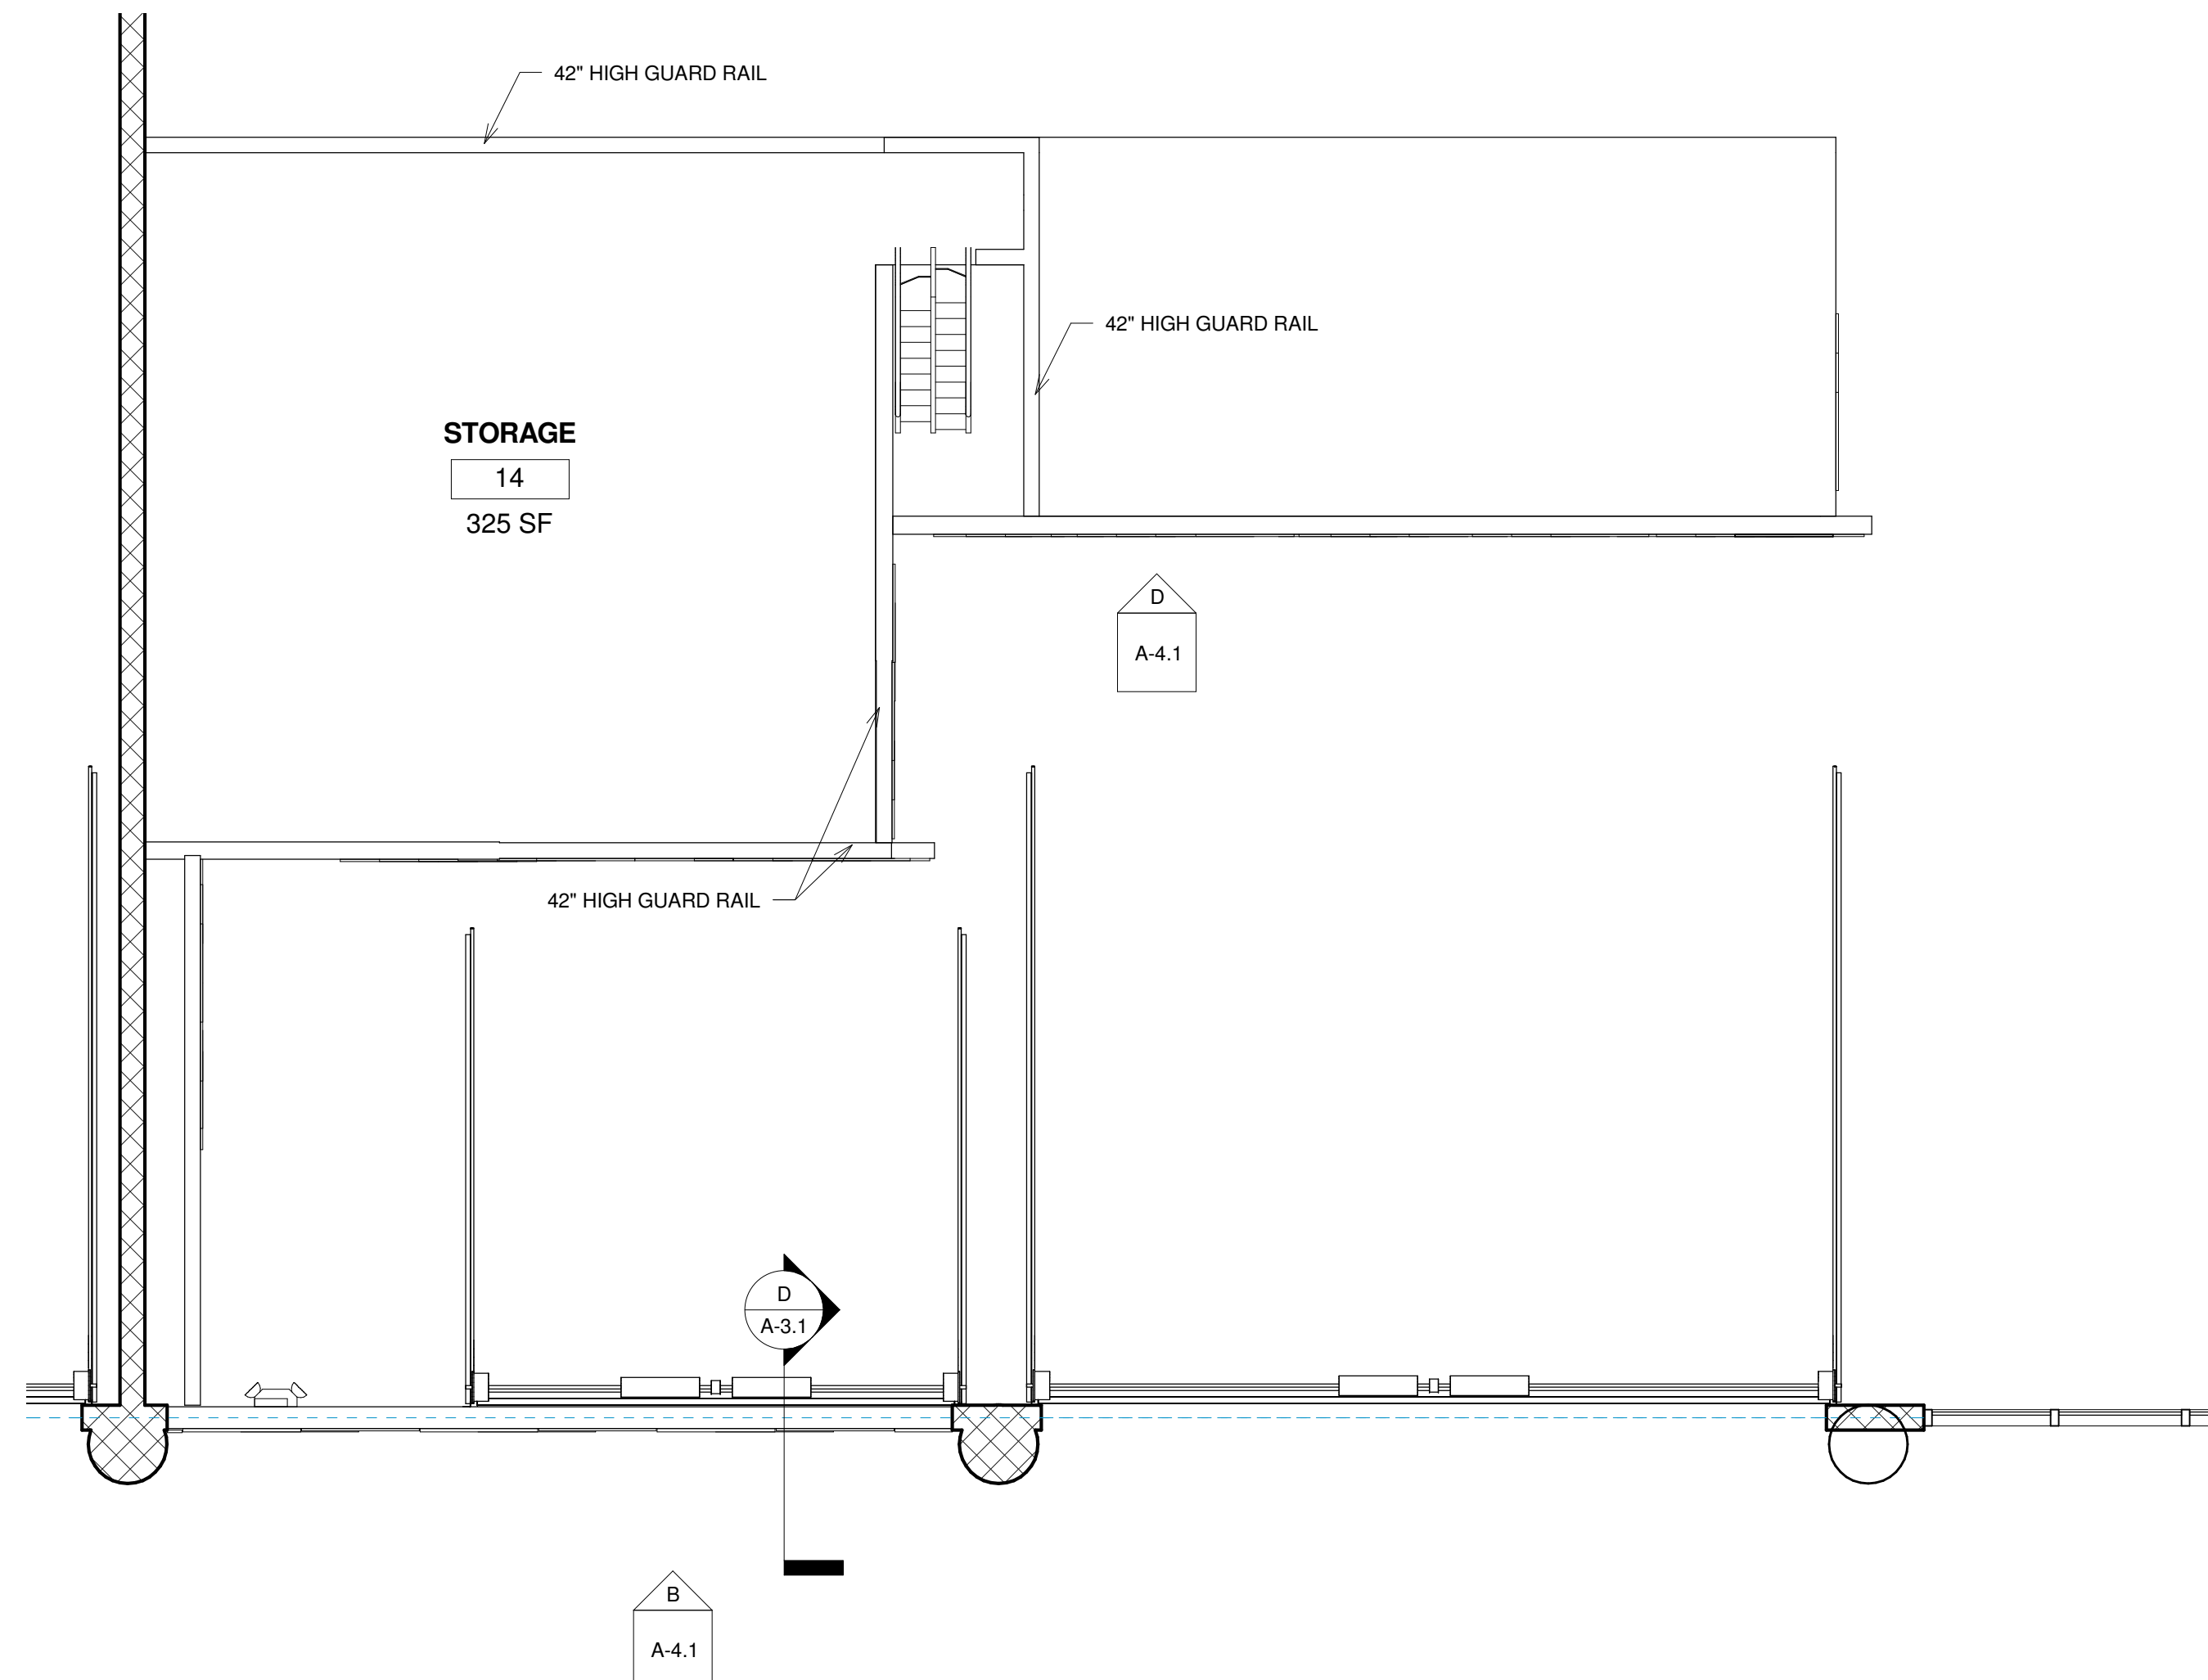 42" HIGH GUARD RAIL
42" HIGH GUARD RAIL
STORAGE
14
325 SF
D
A-4.1
42" HIGH GUARD RAIL
D
A-3.1
B
A-4.1